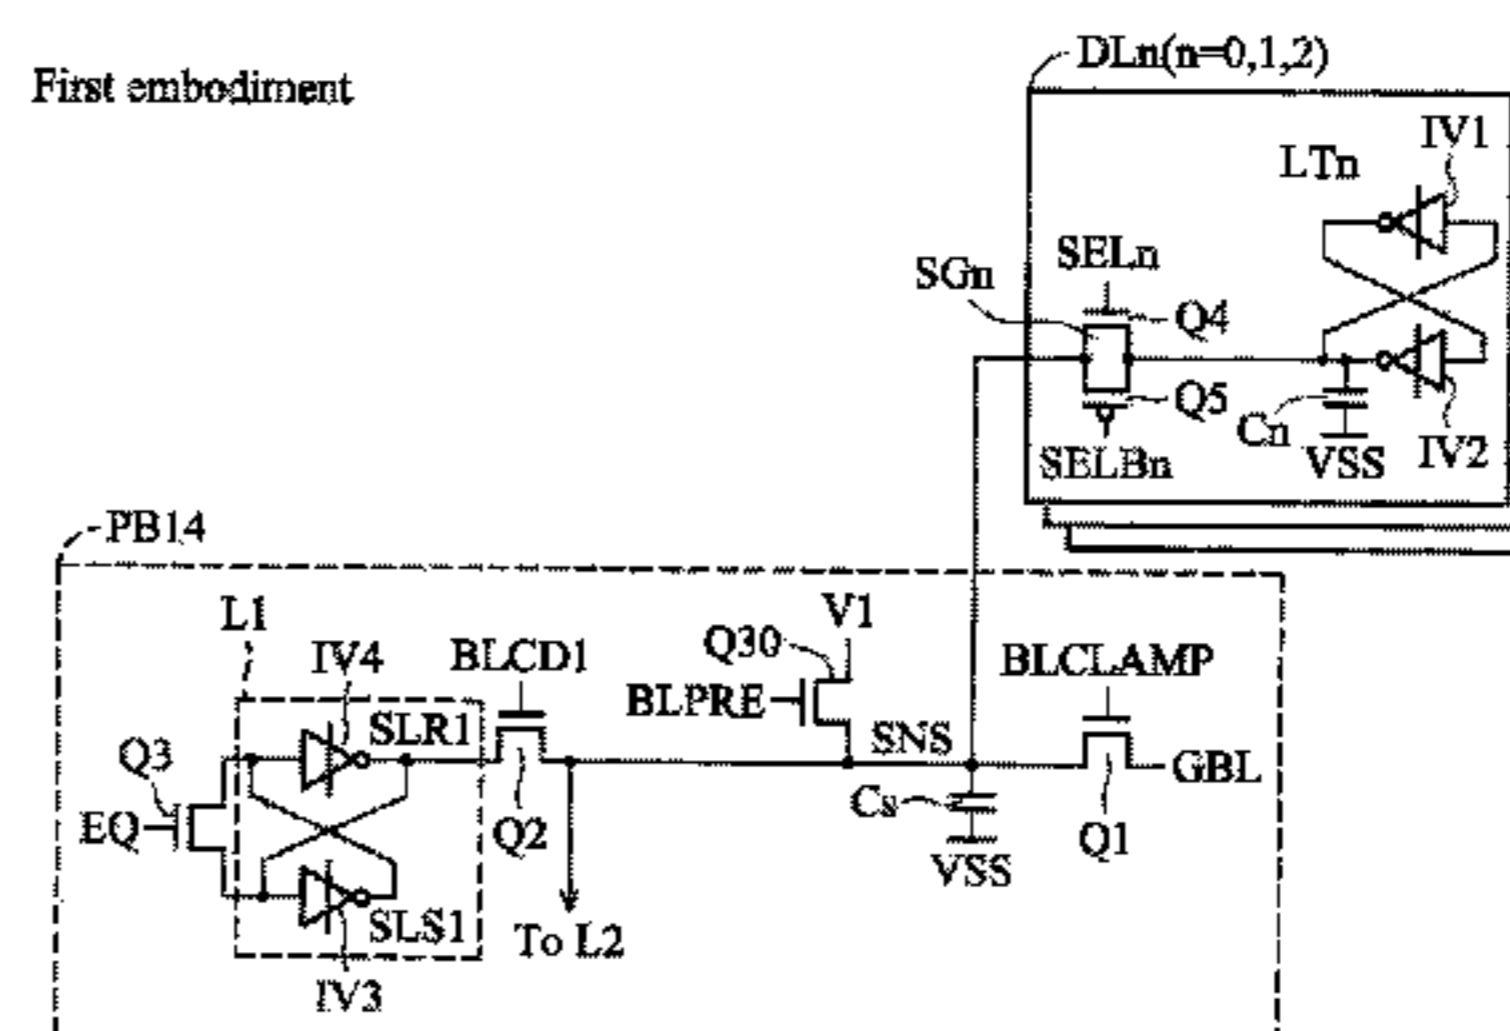 DLn(n=0,1,2)
First embodiment
IV1
LTn
SELn
SGn
Q4
Q5
Cn
SELBn
VSS
IV2
PB14
L1
V1
Q30
IV4
BLCD1
BLCLAMP
BLPRE
SLR1
SNS
Q3
GBL
Cs
EQ
Q2
Q1
VSS
SLS1
To L2
IV3